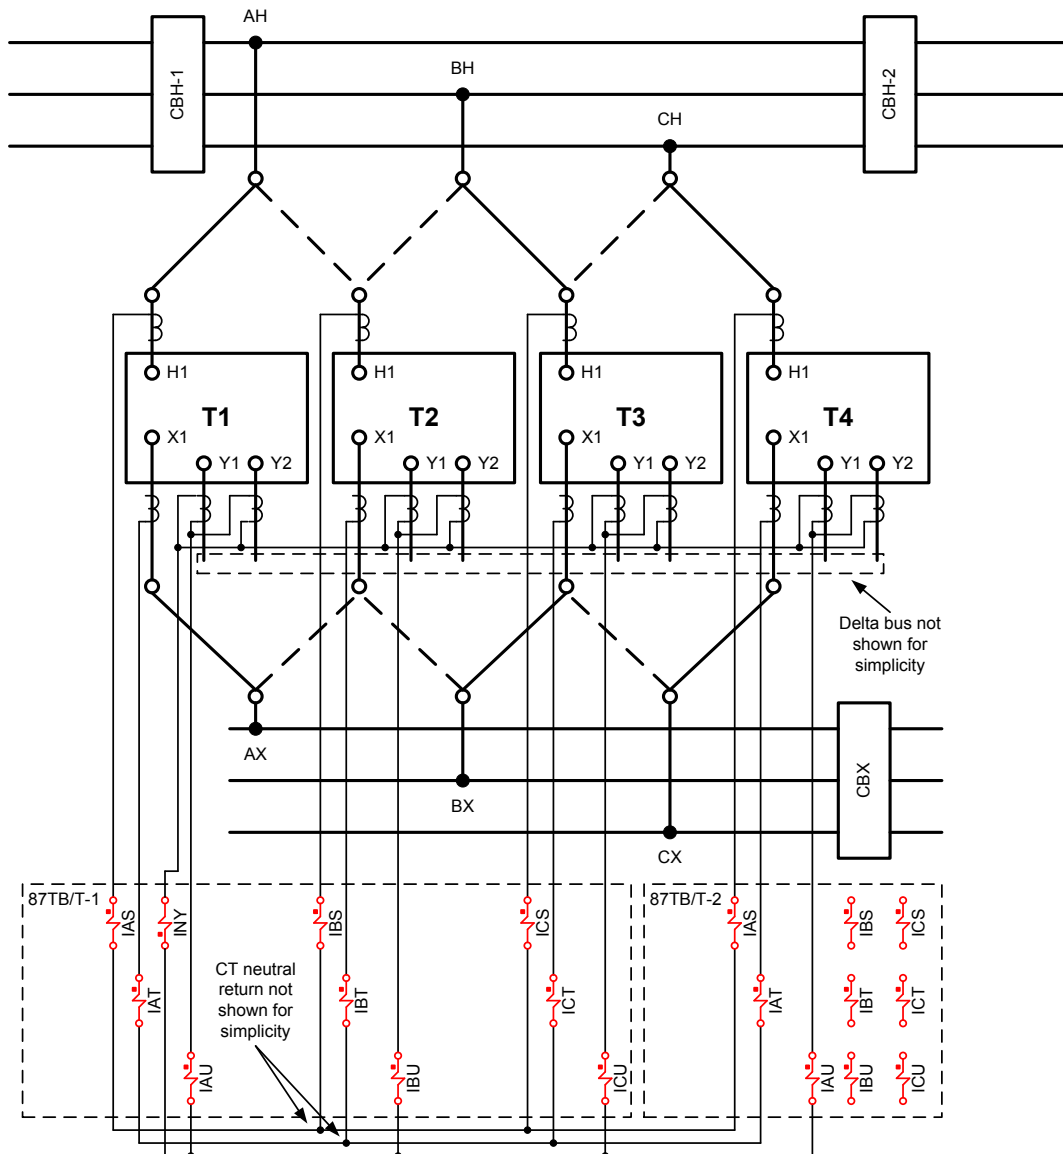 AH
BH
CH
CBH-1
CBH-2
H1
H1
H1
H1
T1
T2
T3
T4
X1
X1
X1
X1
Y1
Y2
Y1
Y2
Y1
Y2
Y1
Y2
Delta bus not
shown for
simplicity
AX
BX
CX
CBX
87TB/T-1
87TB/T-2
IAS
INY
IBS
ICS
IAS
IBS
ICS
CT neutral
return not
shown for
simplicity
IAT
IBT
ICT
IAT
IBT
ICT
IAU
IBU
ICU
IAU
IBU
ICU